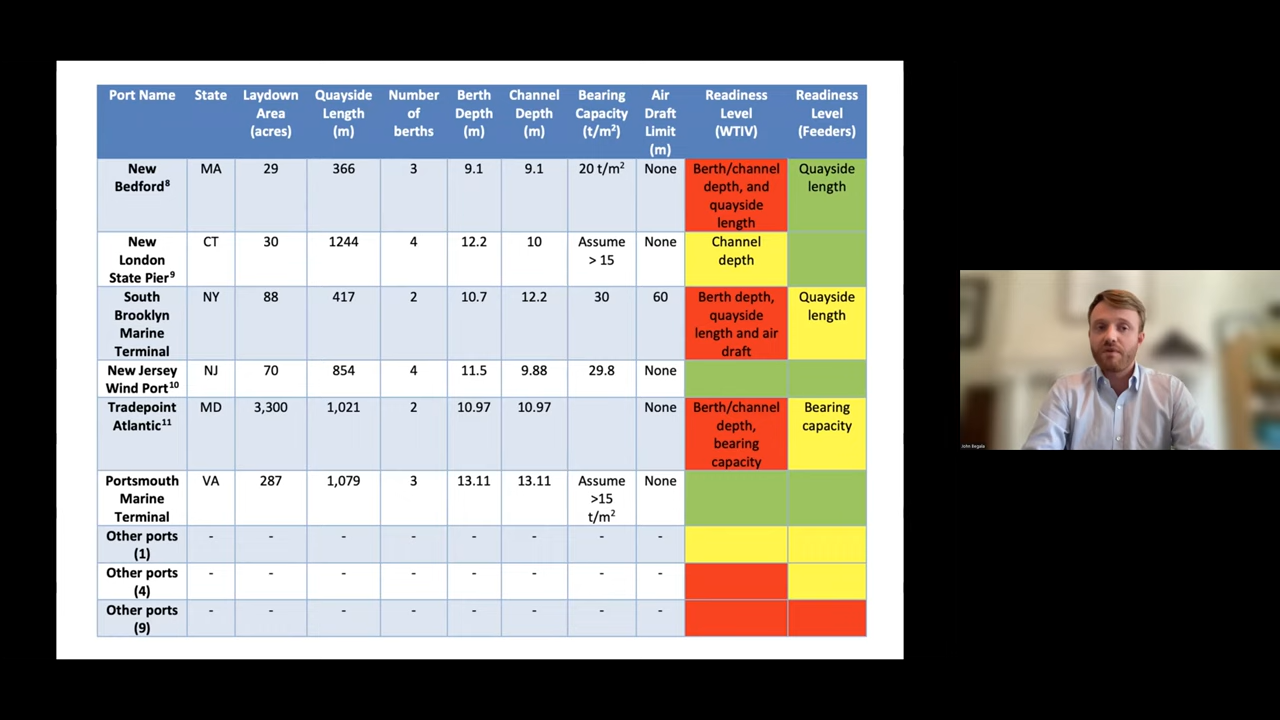 Port Name State Laydown Area (acres) Quayside Length (m) Number of berths Berth Depth (m) Channel Depth (m) Bearing Capacity (t/m²) Air Draft Limit (m) Readiness Level (WTIV) Readiness Level (Feeders)
New Bedford⁸ MA 29 366 3 9.1 9.1 20 t/m² None Berth/channel depth, and quayside length Quayside length
New London State Pier⁹ CT 30 1244 4 12.2 10 Assume > 15 None Channel depth
South Brooklyn Marine Terminal NY 88 417 2 10.7 12.2 30 60 Berth depth, quayside length and air draft Quayside length
New Jersey Wind Port¹⁰ NJ 70 854 4 11.5 9.88 29.8 None
Tradepoint Atlantic¹¹ MD 3,300 1,021 2 10.97 10.97 None Berth/channel depth, bearing capacity Bearing capacity
Portsmouth Marine Terminal VA 287 1,079 3 13.11 13.11 Assume >15 t/m² None
Other ports (1) - - - - - - - -
Other ports (4) - - - - - - - -
Other ports (9) - - - - - - - -
John Begala